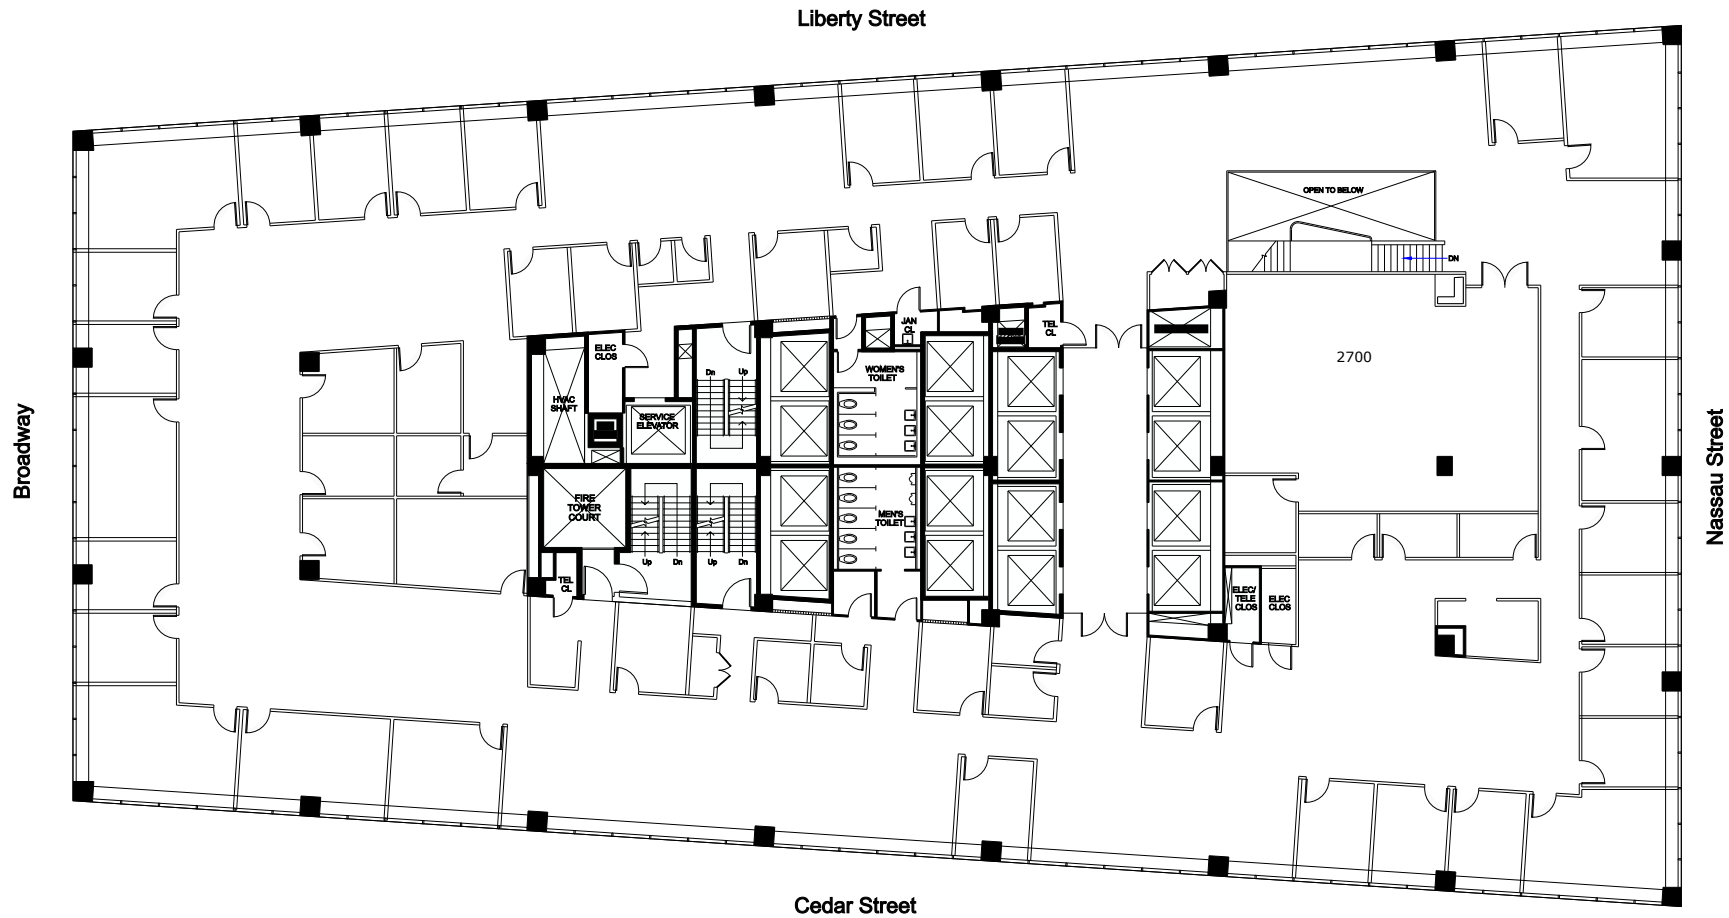 Liberty Street
OPEN TO BELOW
DN
JAN
CL
TEL
CL
ELEC
CLOS
2700
WOMEN'S
TOILET
Dn
Up
HVAC
SHAFT
SERVICE
ELEVATOR
Broadway
Nassau Street
FIRE
TOWER
COURT
MEN'S
TOILET
Up
Dn
Up
Dn
TEL
CL
ELEC/
TELE
CLOS
ELEC
CLOS
Cedar Street